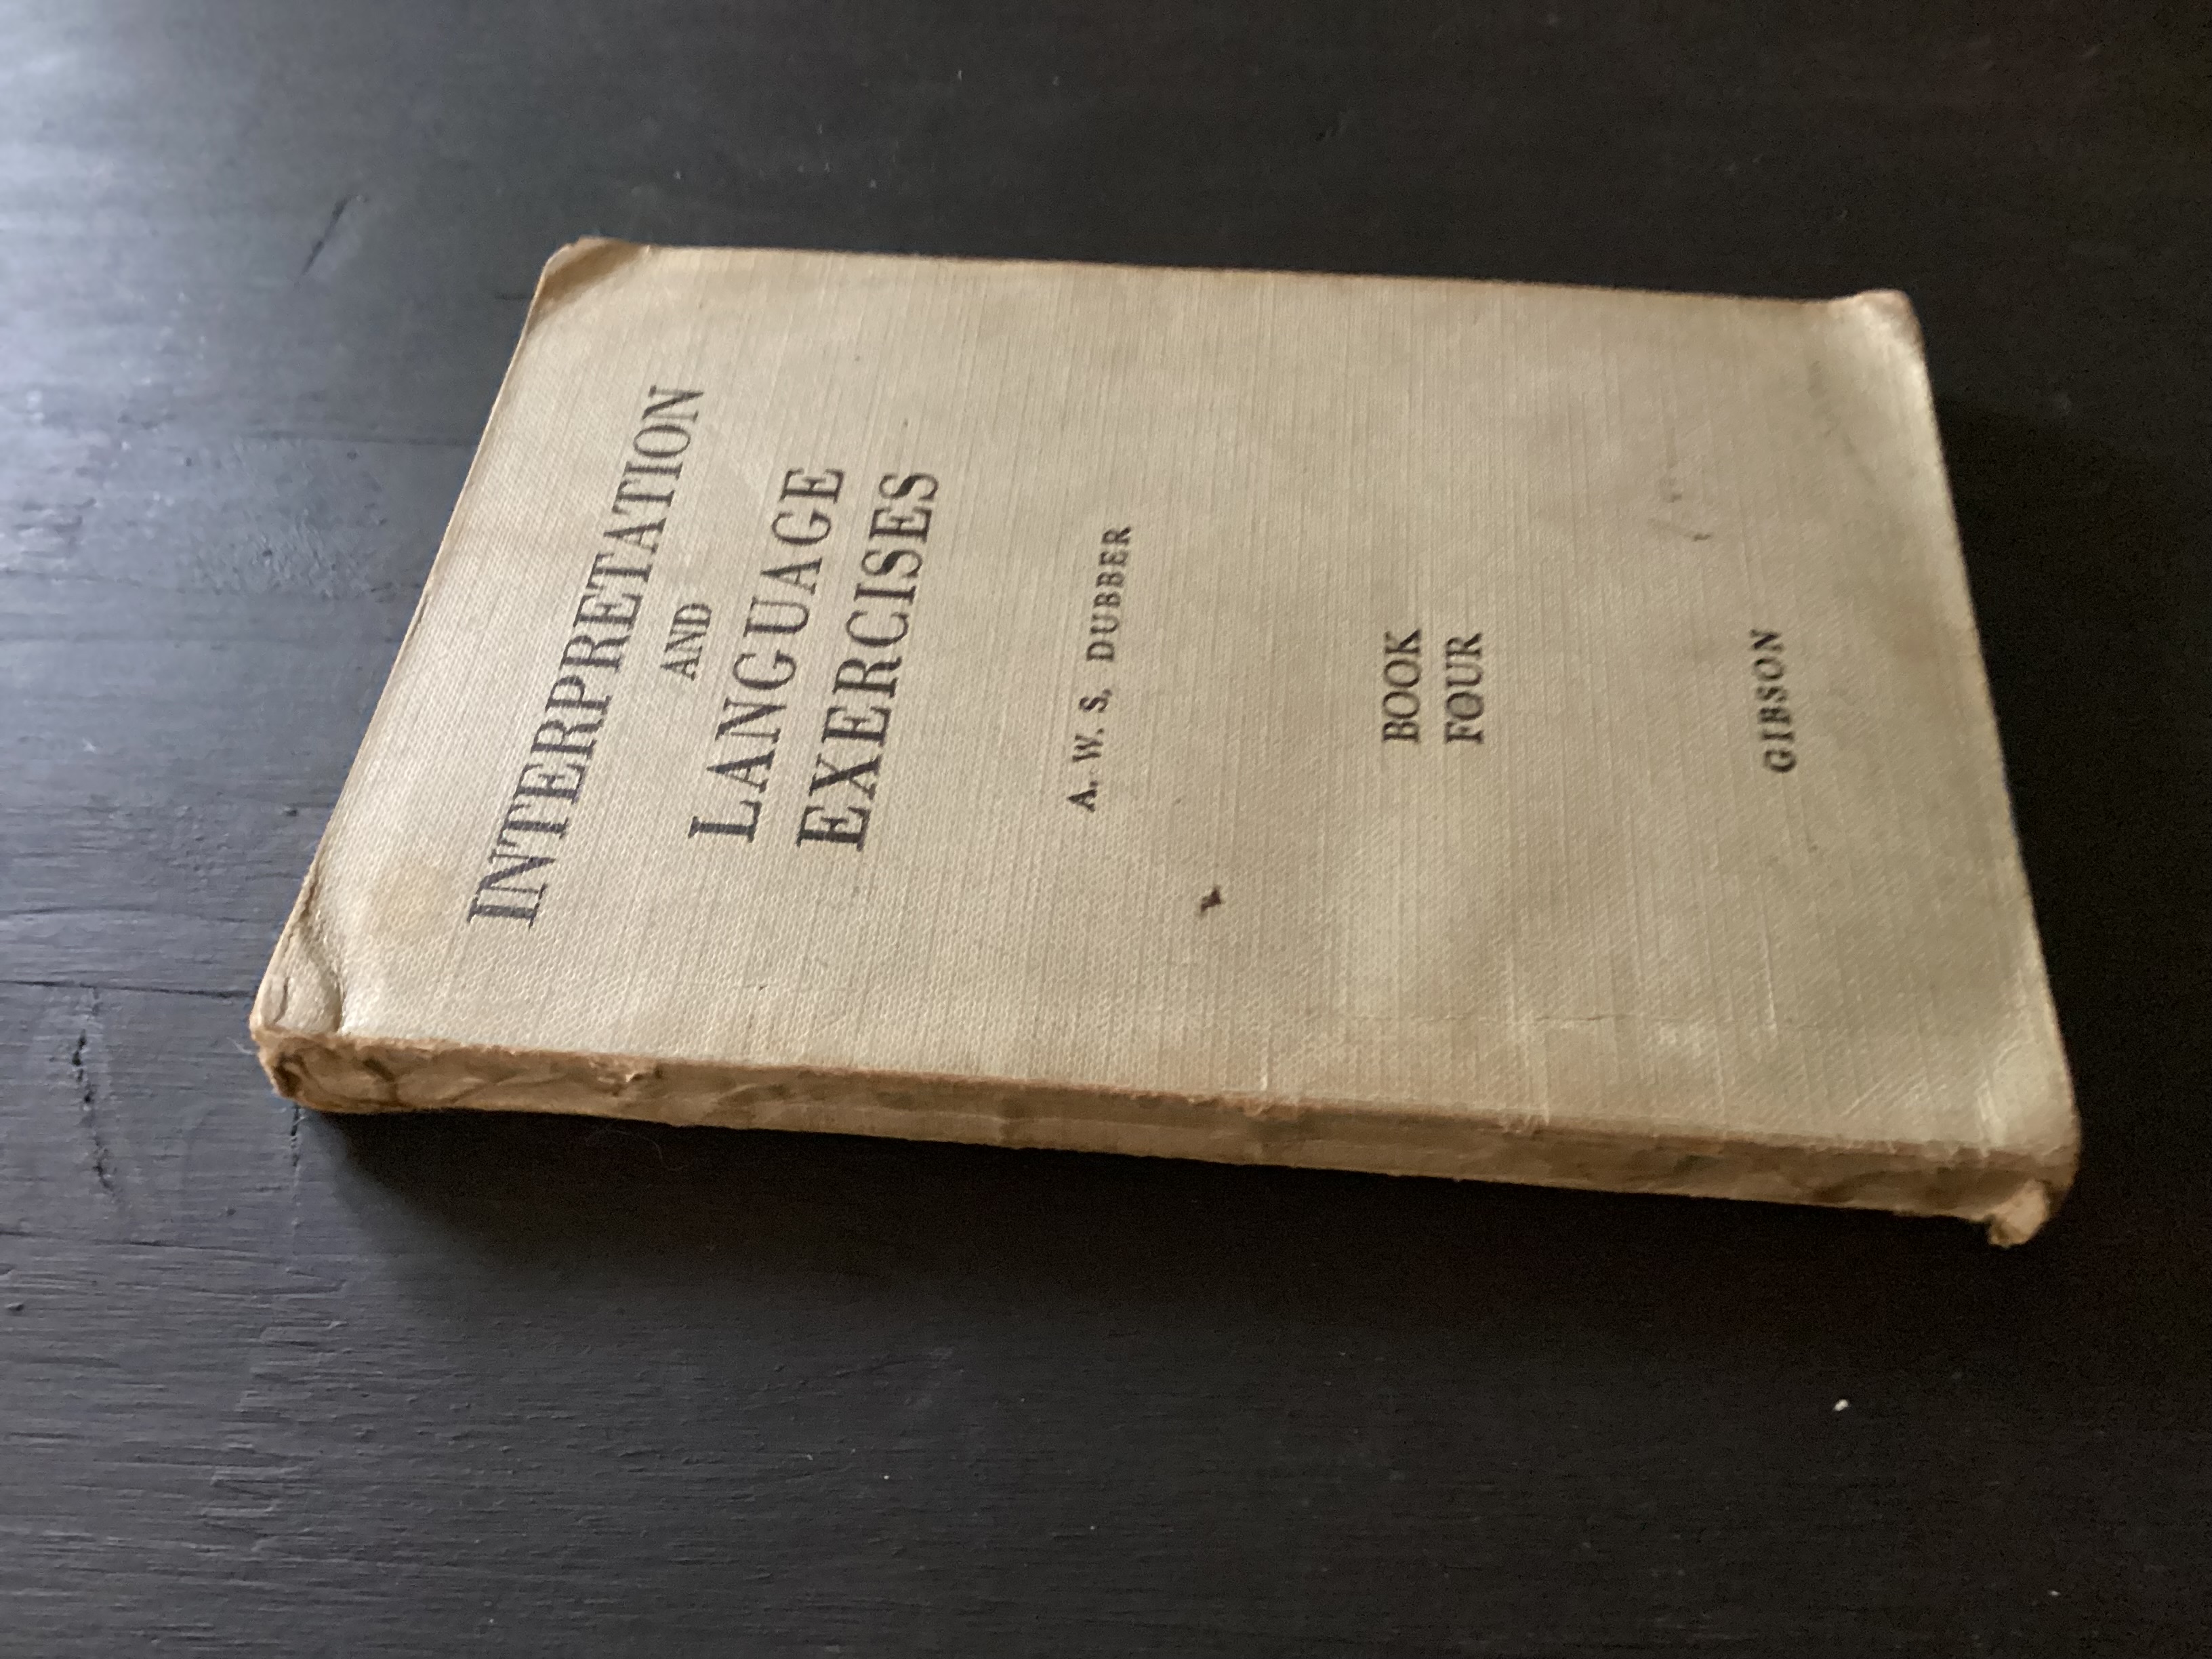 INTERPRETATION
AND
LANGUAGE
EXERCISES
A. W. S. DUBBER
BOOK
FOUR
GIBSON